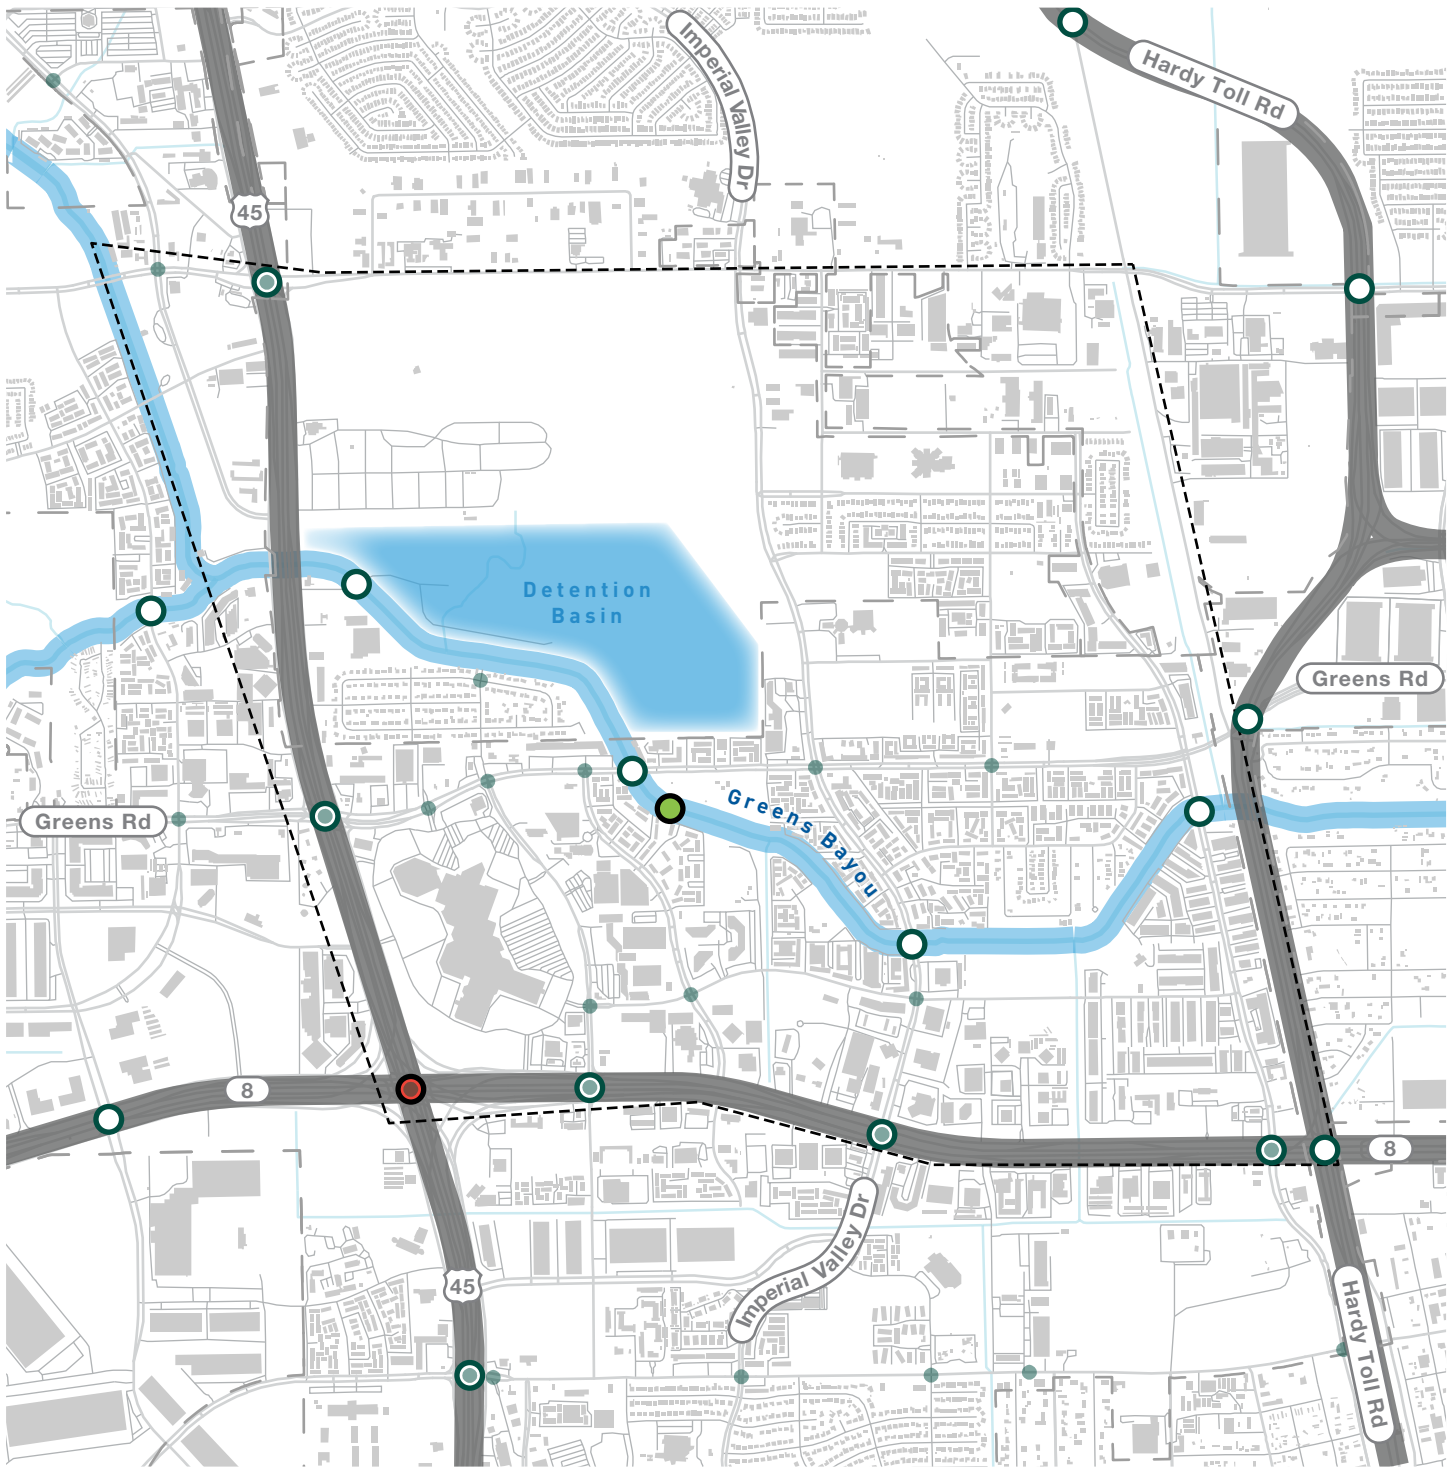 Imperial Valley Dr
Hardy Toll Rd
45
Detention
Basin
Greens Rd
Greens Bayou
Greens Rd
8
8
Imperial Valley Dr
45
Hardy Toll Rd